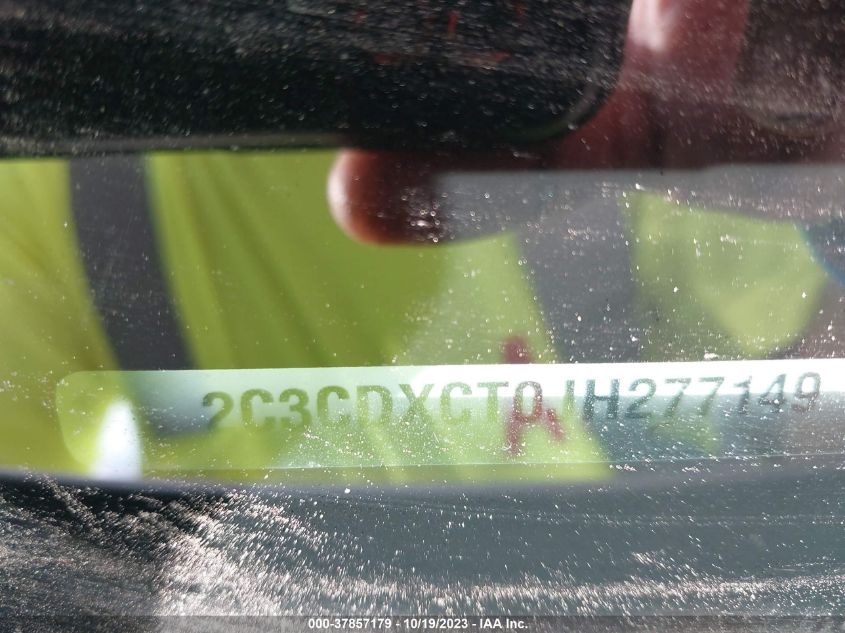 2C3CDXCT0JH277149
000-37857179 - 10/19/2023 - IAA Inc.